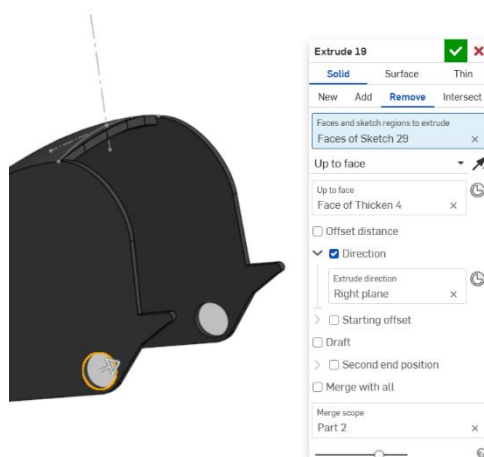 Extrude 19
Solid Surface Thin
New Add Remove Intersect
Faces and sketch regions to extrude
Faces of Sketch 29
Up to face
Up to face
Face of Thicken 4
Offset distance
Direction
Extrude direction
Right plane
Starting offset
Draft
Second end position
Merge with all
Merge scope
Part 2